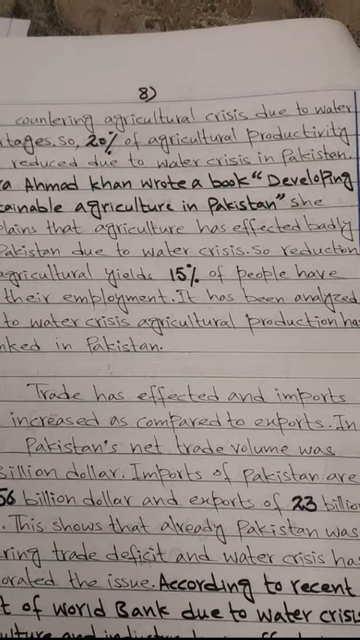 8)
countering agricultural crisis due to water
rtages. So, 20% of agricultural productivity
reduced due to water crisis in Pakistan.
a Ahmad khan wrote a book "Developing
tainable agriculture in Pakistan" she
lains that agriculture has effected badly
Pakistan due to water crisis. So reduction
agricultural yields 15% of people have
their employment. It has been analyzed
to water crisis agricultural production has
nked in Pakistan.
Trade has effected and imports
increased as compared to exports. In
Pakistan's net trade volume was
billion dollar. Imports of Pakistan are
56 billion dollar and exports of 23 billio
. This shows that already Pakistan was
ring trade deficit and water crisis has
orated the issue. According to recent
t of World Bank due to water crisi